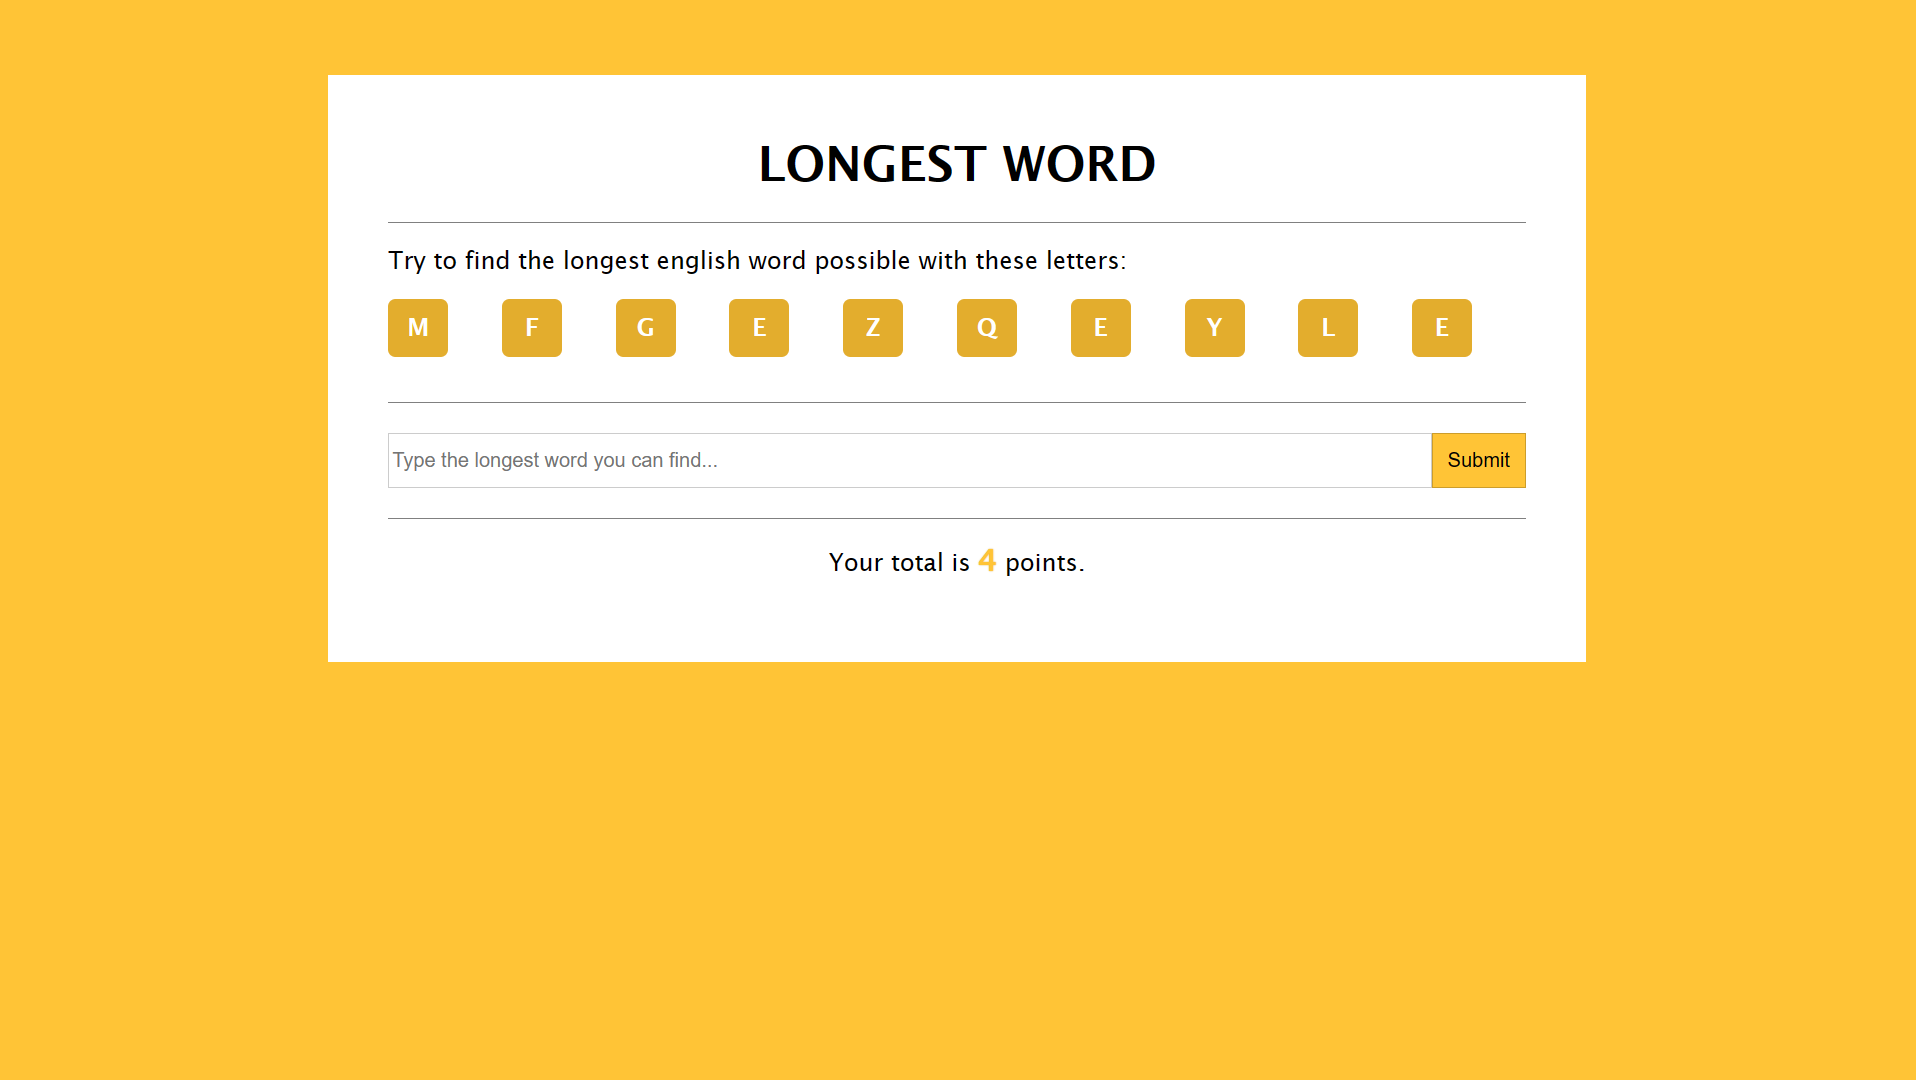 LONGEST WORD
Try to find the longest english word possible with these letters:
M F G E Z Q E Y L E
Type the longest word you can find...
Submit
Your total is 4 points.